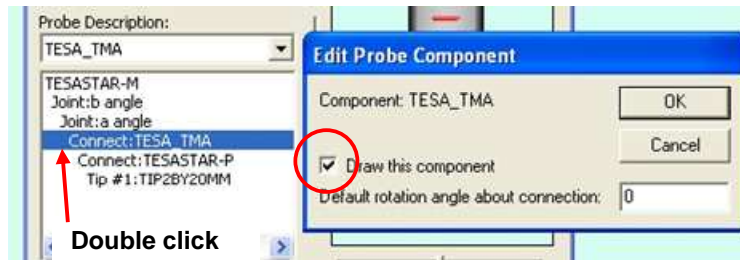 Probe Description:
TESA_TMA
TESASTAR-M
Joint:b angle
Joint:a angle
Connect:TESA_TMA
Connect:TESASTAR-P
Tip #1:TIP2BY20MM
Double click
Edit Probe Component
Component: TESA_TMA
OK
Cancel
Draw this component
Default rotation angle about connection:
0